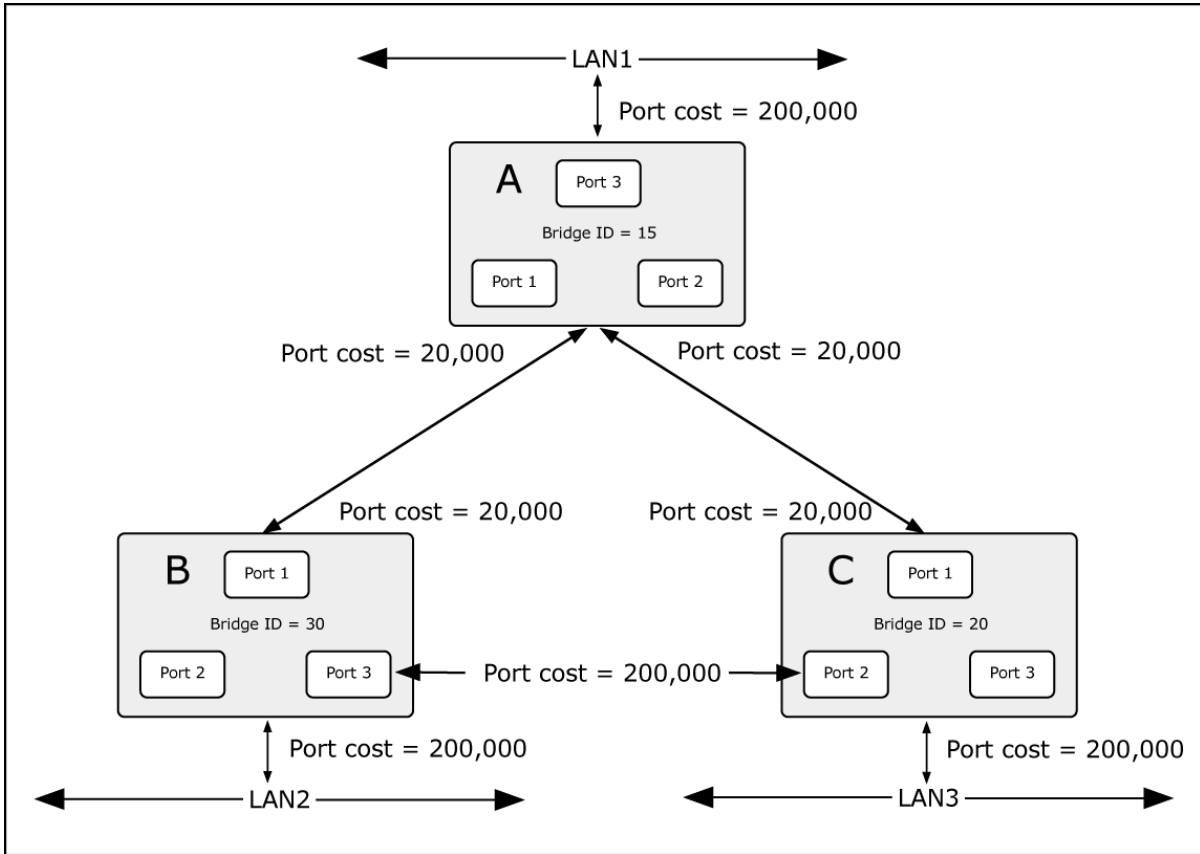 LAN1
Port cost = 200,000
A
Port 3
Bridge ID = 15
Port 1
Port 2
Port cost = 20,000
Port cost = 20,000
Port cost = 20,000
Port cost = 20,000
B
Port 1
Bridge ID = 30
Port 2
Port 3
Port cost = 200,000
C
Port 1
Bridge ID = 20
Port 2
Port 3
Port cost = 200,000
LAN2
Port cost = 200,000
LAN3